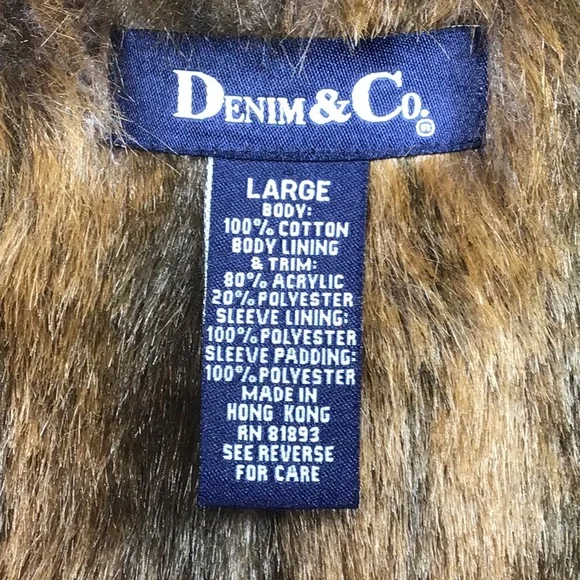 DENIM & CO.®
LARGE
BODY:
100% COTTON
BODY LINING
& TRIM:
80% ACRYLIC
20% POLYESTER
SLEEVE LINING:
100% POLYESTER
SLEEVE PADDING:
100% POLYESTER
MADE IN
HONG KONG
RN 81893
SEE REVERSE
FOR CARE